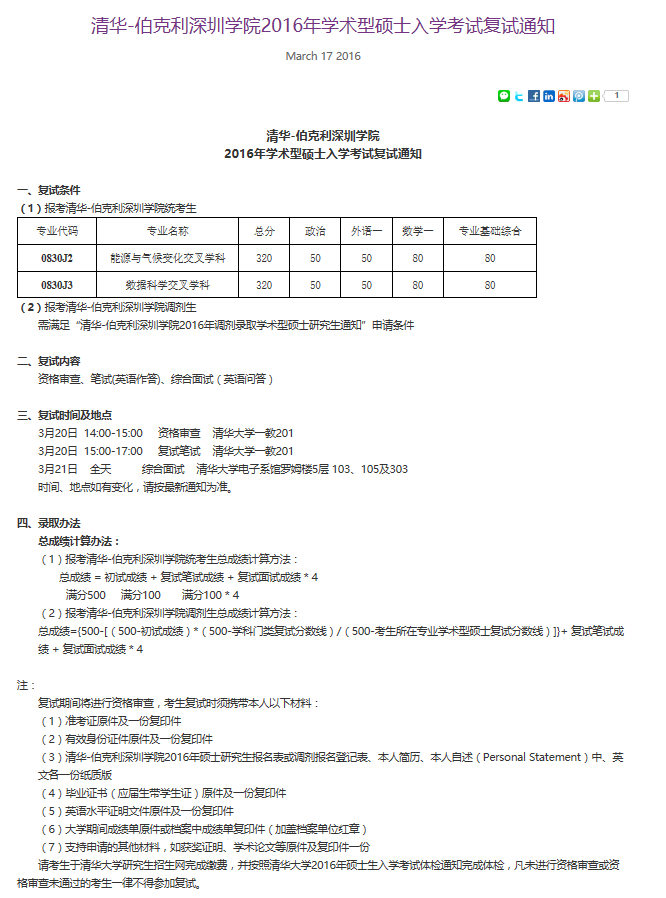 清华-伯克利深圳学院2016年学术型硕士入学考试复试通知
March 17 2016
1
清华-伯克利深圳学院
2016年学术型硕士入学考试复试通知
一、复试条件
（1）报考清华-伯克利深圳学院统考生
专业代码 专业名称 总分 政治 外语一 数学一 专业基础综合
0830J2 能源与气候变化交叉学科 320 50 50 80 80
0830J3 数据科学交叉学科 320 50 50 80 80
（2）报考清华-伯克利深圳学院调剂生
需满足“清华-伯克利深圳学院2016年调剂录取学术型硕士研究生通知”申请条件
二、复试内容
资格审查、笔试(英语作答)、综合面试（英语问答）
三、复试时间及地点
3月20日 14:00-15:00 资格审查 清华大学一教201
3月20日 15:00-17:00 复试笔试 清华大学一教201
3月21日 全天 综合面试 清华大学电子系馆罗姆楼5层 103、105及303
时间、地点如有变化，请按最新通知为准。
四、录取办法
总成绩计算办法：
（1）报考清华-伯克利深圳学院统考生总成绩计算方法：
总成绩 = 初试成绩 + 复试笔试成绩 + 复试面试成绩 * 4
满分500 满分100 满分100 * 4
（2）报考清华-伯克利深圳学院调剂生总成绩计算方法：
总成绩={500-[（500-初试成绩）*（500-学科门类复试分数线）/（500-考生所在专业学术型硕士复试分数线）]}+ 复试笔试成
绩 + 复试面试成绩 * 4
注：
复试期间将进行资格审查，考生复试时须携带本人以下材料：
（1）准考证原件及一份复印件
（2）有效身份证件原件及一份复印件
（3）清华-伯克利深圳学院2016年硕士研究生报名表或调剂报名登记表、本人简历、本人自述（Personal Statement）中、英
文各一份纸质版
（4）毕业证书（应届生带学生证）原件及一份复印件
（5）英语水平证明文件原件及一份复印件
（6）大学期间成绩单原件或档案中成绩单复印件（加盖档案单位红章）
（7）支持申请的其他材料，如获奖证明、学术论文等原件及复印件一份
请考生于清华大学研究生招生网完成缴费，并按照清华大学2016年硕士生入学考试体检通知完成体检，凡未进行资格审查或资
格审查未通过的考生一律不得参加复试。